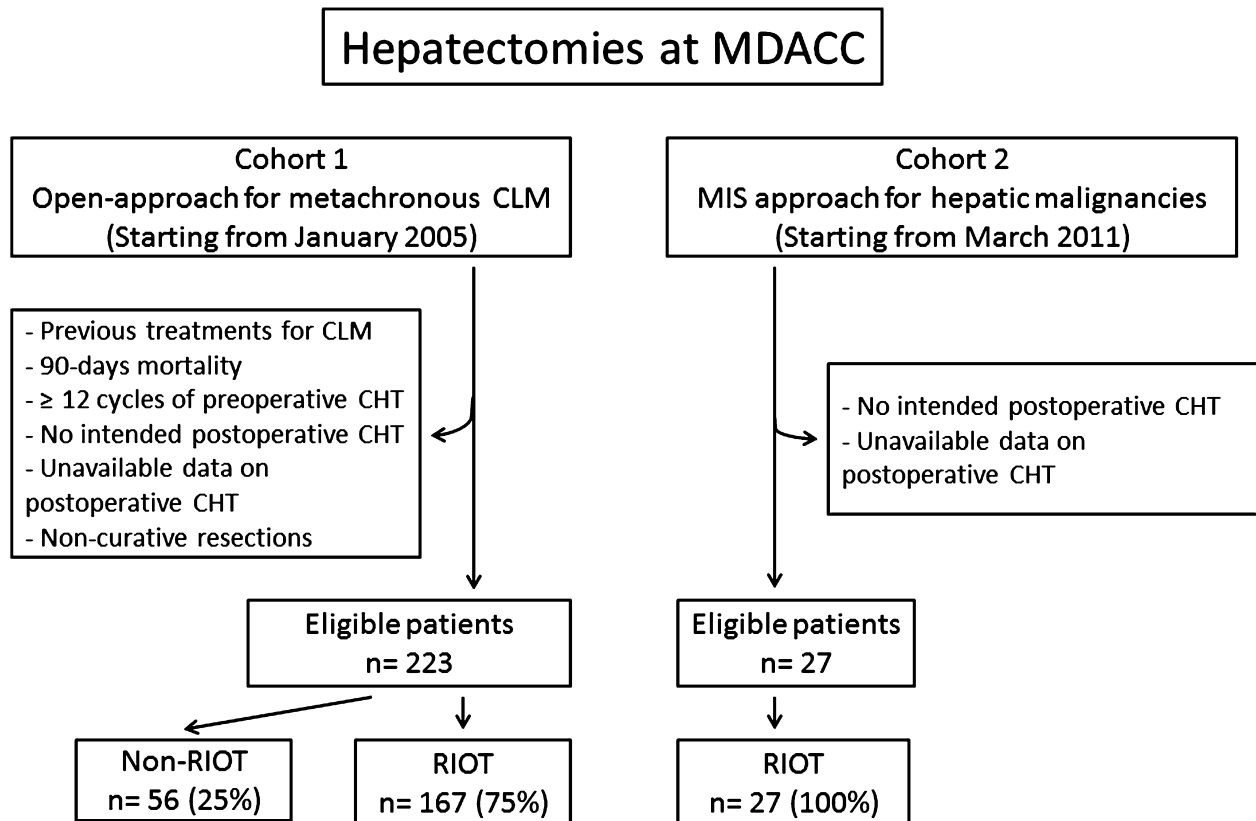 Hepatectomies at MDACC
Cohort 1
Open-approach for metachronous CLM
(Starting from January 2005)
Cohort 2
MIS approach for hepatic malignancies
(Starting from March 2011)
- Previous treatments for CLM
- 90-days mortality
- ≥ 12 cycles of preoperative CHT
- No intended postoperative CHT
- Unavailable data on
postoperative CHT
- Non-curative resections
- No intended postoperative CHT
- Unavailable data on
postoperative CHT
Eligible patients
n= 223
Eligible patients
n= 27
Non-RIOT
n= 56 (25%)
RIOT
n= 167 (75%)
RIOT
n= 27 (100%)